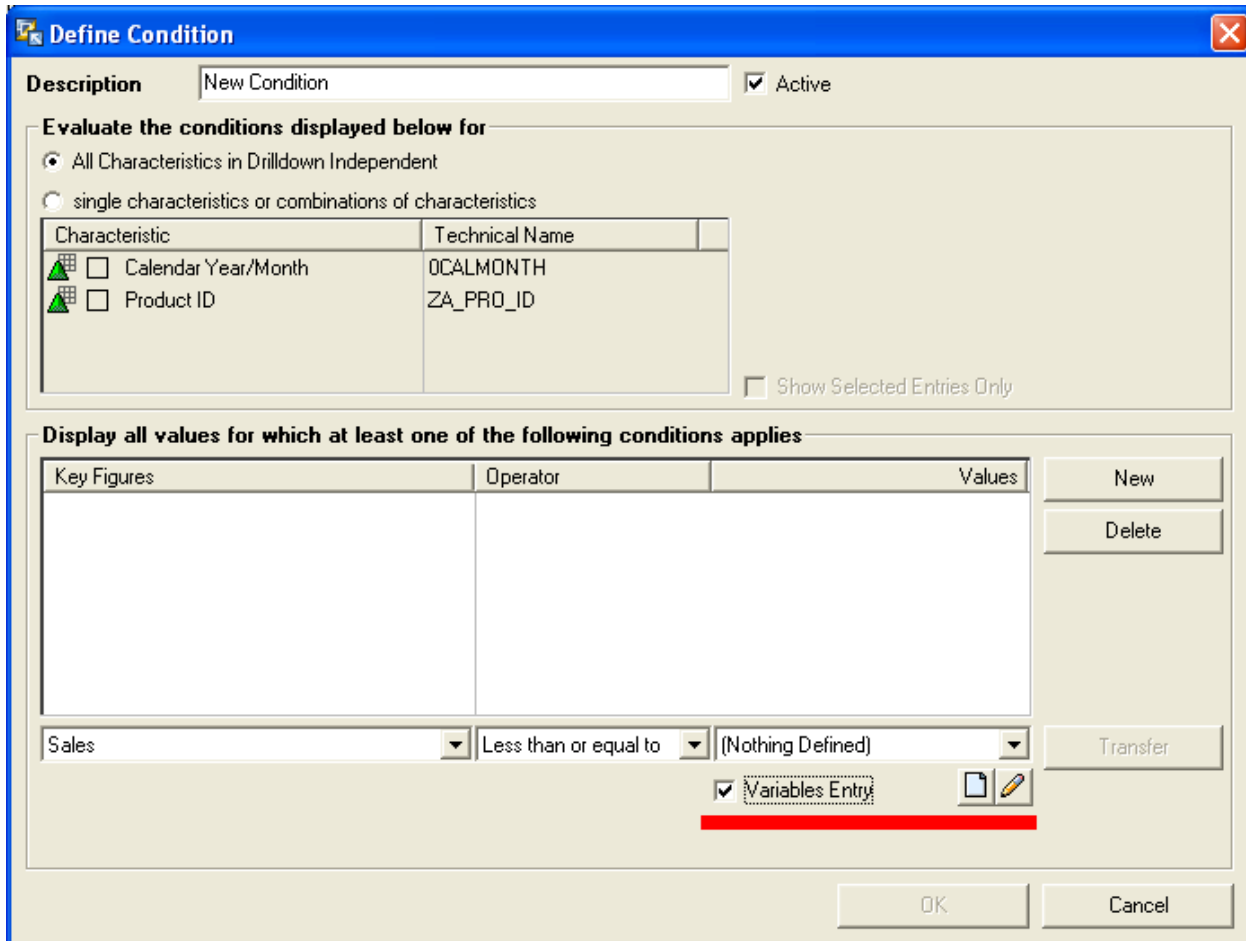 Define Condition
Description New Condition Active
Evaluate the conditions displayed below for
All Characteristics in Drilldown Independent
single characteristics or combinations of characteristics
Characteristic Technical Name
Calendar Year/Month 0CALMONTH
Product ID ZA_PRO_ID
Show Selected Entries Only
Display all values for which at least one of the following conditions applies
Key Figures Operator Values New
Delete
Sales Less than or equal to (Nothing Defined) Transfer
Variables Entry
OK Cancel